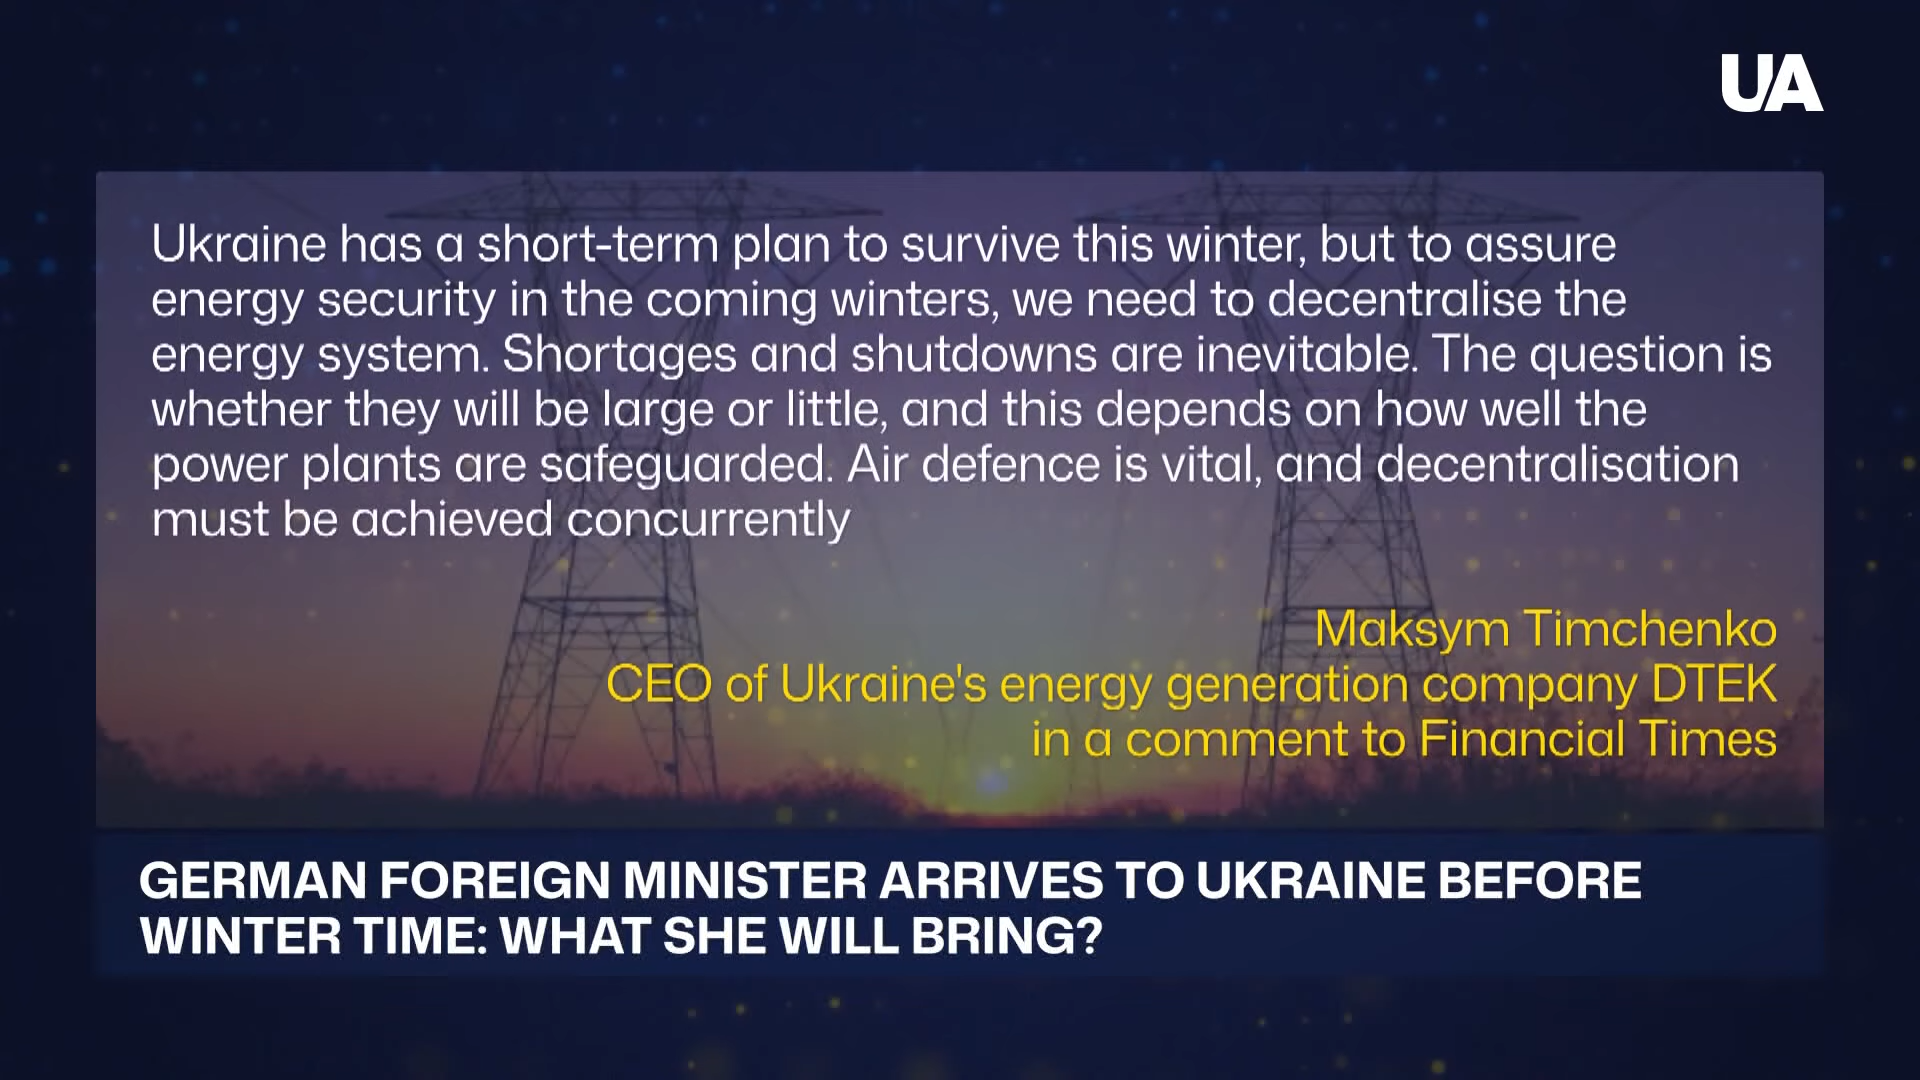 UA
Ukraine has a short-term plan to survive this winter, but to assure
energy security in the coming winters, we need to decentralise the
energy system. Shortages and shutdowns are inevitable. The question is
whether they will be large or little, and this depends on how well the
power plants are safeguarded. Air defence is vital, and decentralisation
must be achieved concurrently
Maksym Timchenko
CEO of Ukraine's energy generation company DTEK
in a comment to Financial Times
GERMAN FOREIGN MINISTER ARRIVES TO UKRAINE BEFORE
WINTER TIME: WHAT SHE WILL BRING?